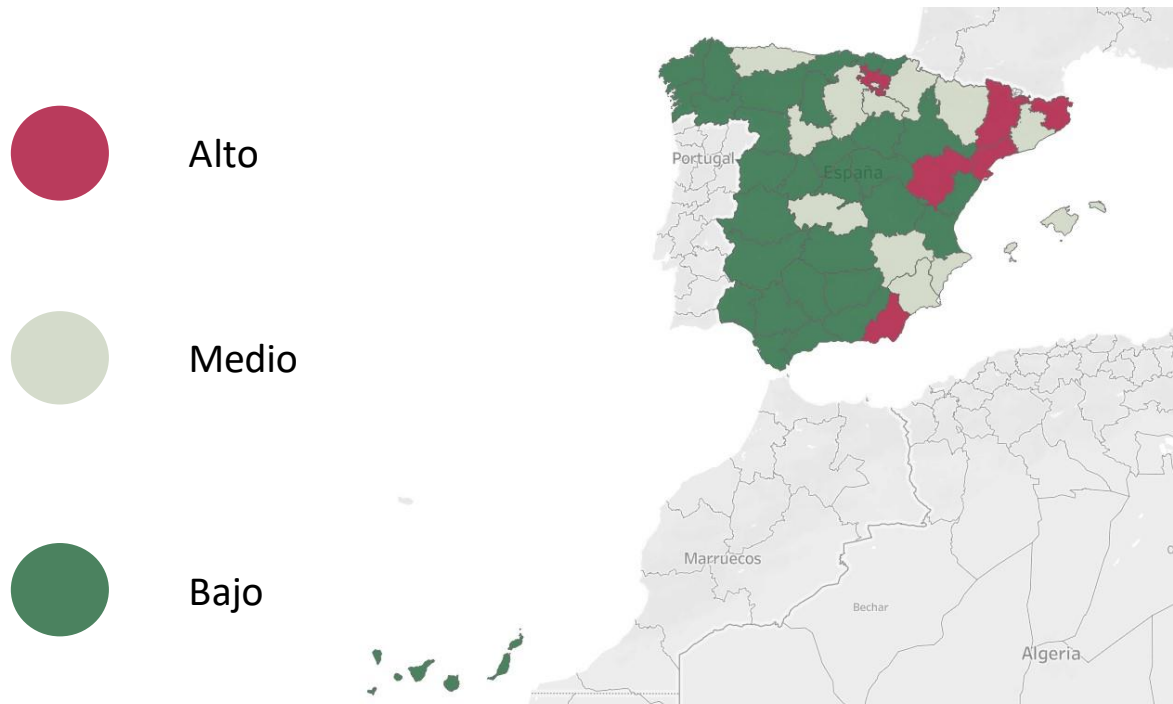 Alto
Medio
Bajo
Portugal
España
Marruecos
Bechar
Algeria